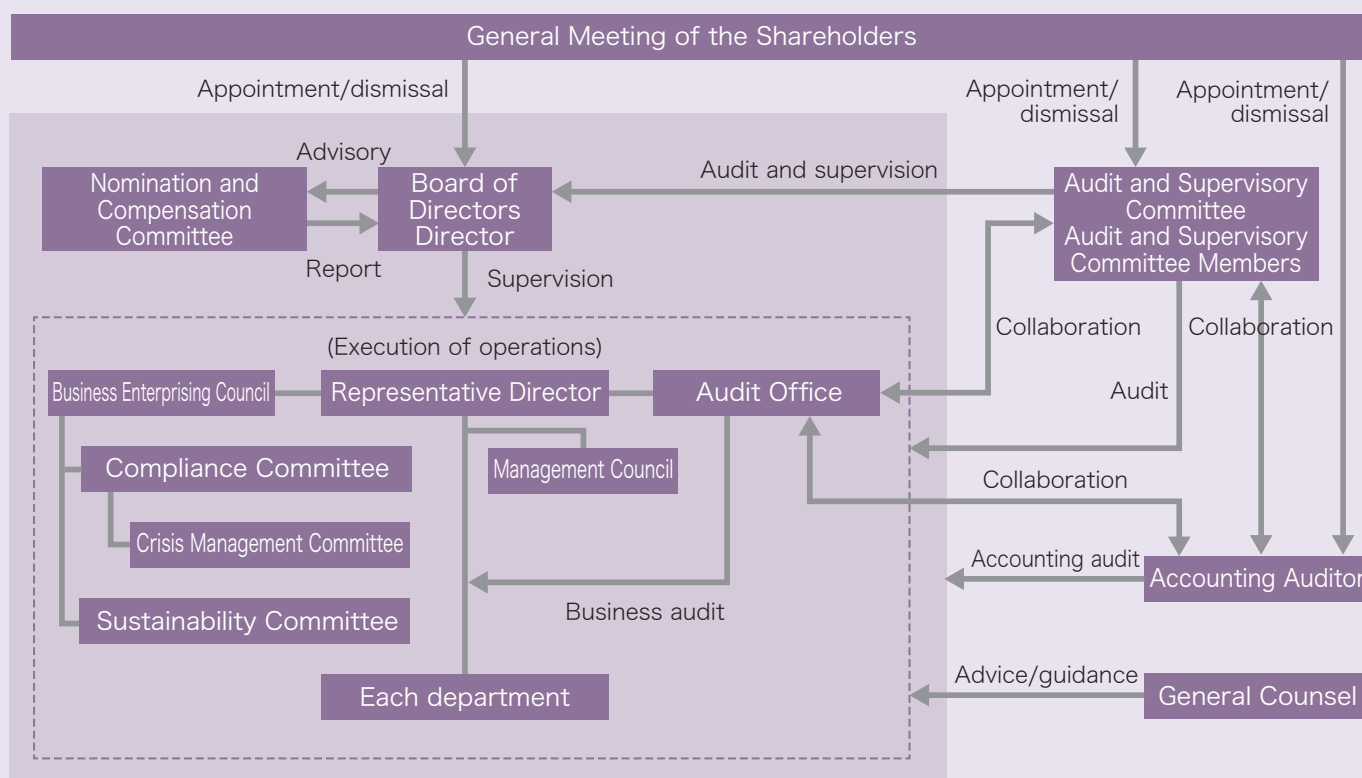 General Meeting of the Shareholders
Appointment/dismissal
Appointment/
dismissal
Appointment/
dismissal
Advisory
Audit and supervision
Nomination and
Compensation
Committee
Board of
Directors
Director
Audit and Supervisory
Committee
Audit and Supervisory
Committee Members
Report
Supervision
Collaboration
Collaboration
(Execution of operations)
Business Enterprising Council
Representative Director
Audit Office
Audit
Compliance Committee
Management Council
Collaboration
Crisis Management Committee
Accounting audit
Accounting Auditor
Business audit
Sustainability Committee
Advice/guidance
Each department
General Counsel